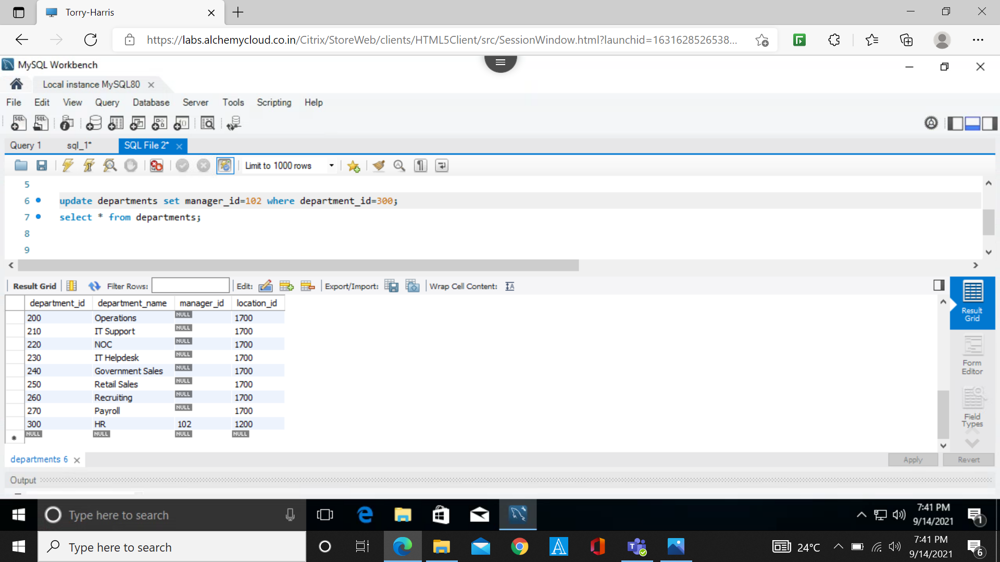 Torry-Harris
https://labs.alchemycloud.co.in/Citrix/StoreWeb/clients/HTML5Client/src/SessionWindow.html?launchid=1631628526538...
MySQL Workbench
Local instance MySQL80
File Edit View Query Database Server Tools Scripting Help
Query 1 sql_1* SQL File 2*
Limit to 1000 rows
5
6 update departments set manager_id=102 where department_id=300;
7 select * from departments;
8
9
Result Grid Filter Rows: Edit: Export/Import: Wrap Cell Content:
department_id department_name manager_id location_id
200 Operations NULL 1700
210 IT Support NULL 1700
220 NOC NULL 1700
230 IT Helpdesk NULL 1700
240 Government Sales NULL 1700
250 Retail Sales NULL 1700
260 Recruiting NULL 1700
270 Payroll NULL 1700
300 HR 102 1200
NULL NULL NULL NULL
Result
Grid
Form
Editor
Field
Types
departments 6
Apply Revert
Output
Type here to search
7:41 PM
9/14/2021
1
Type here to search
24°C
7:41 PM
9/14/2021
6